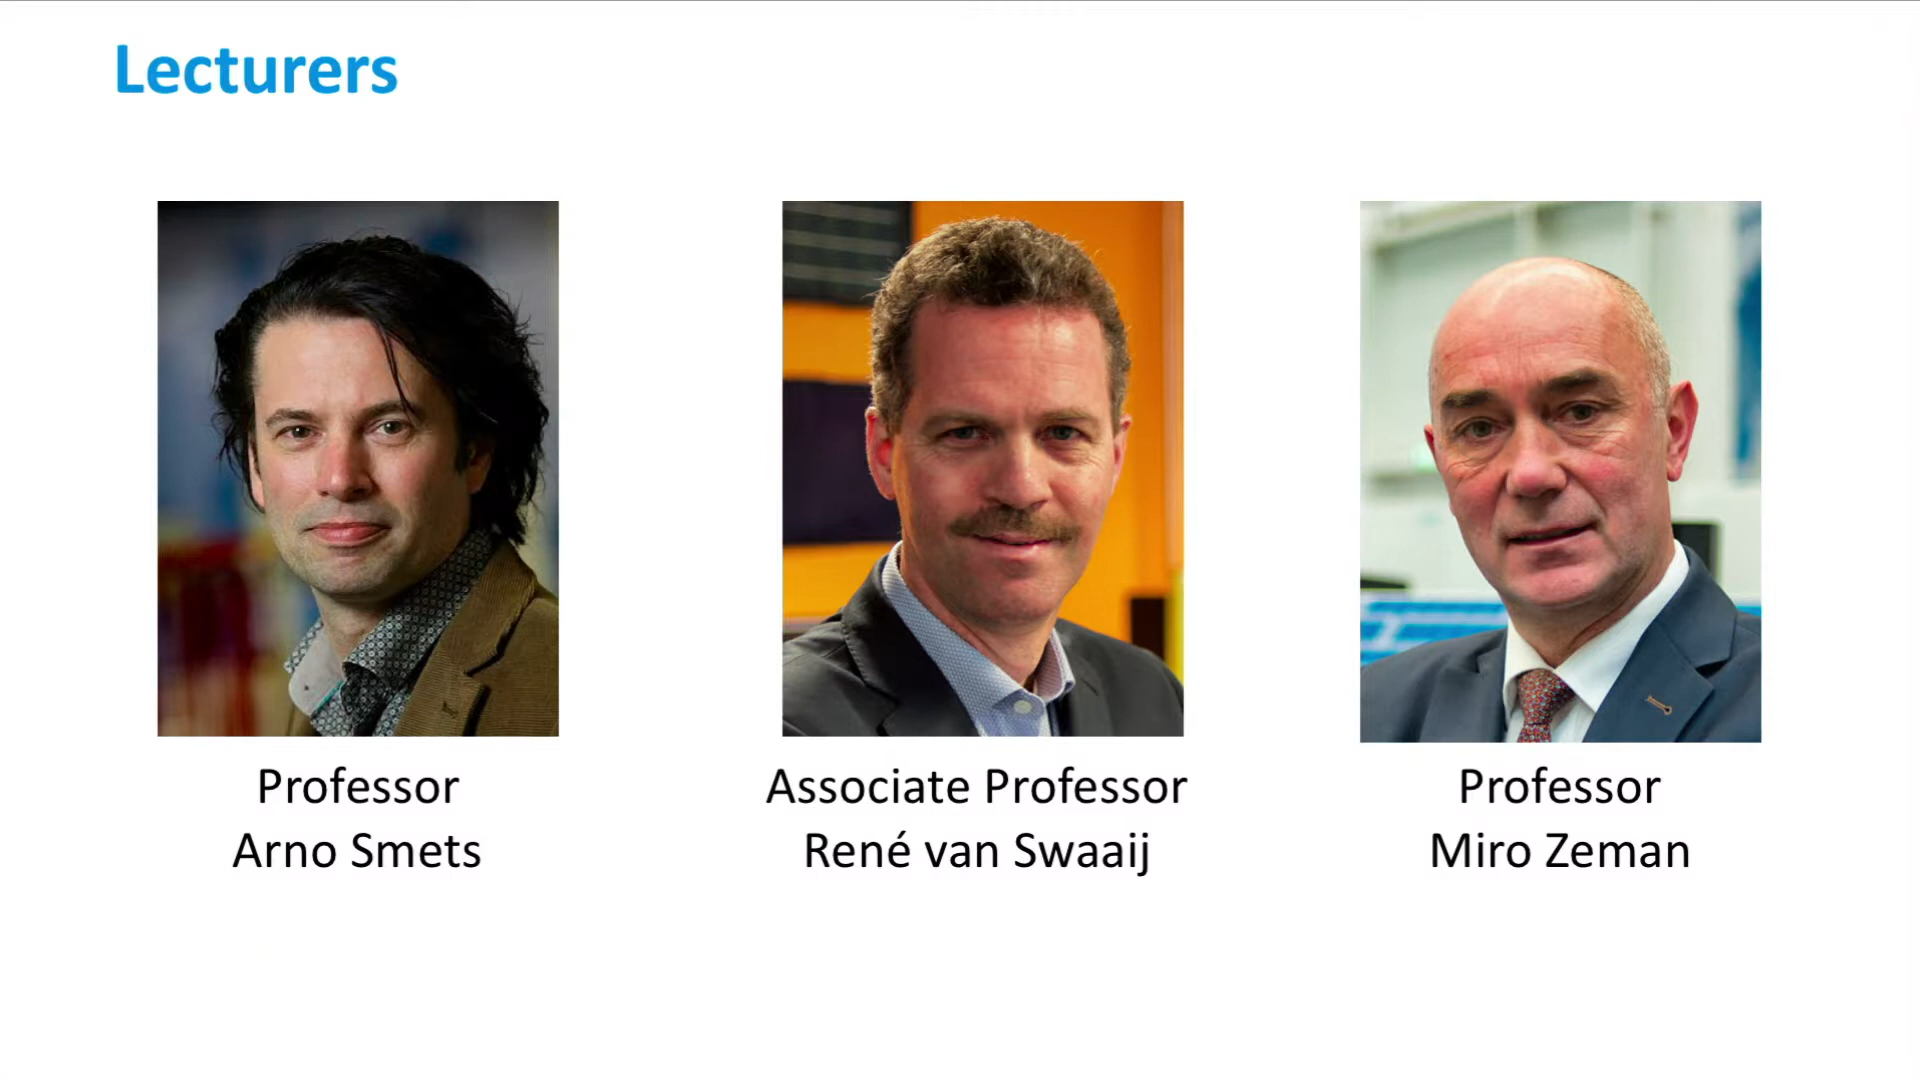 Lecturers
Professor
Arno Smets
Associate Professor
René van Swaaij
Professor
Miro Zeman